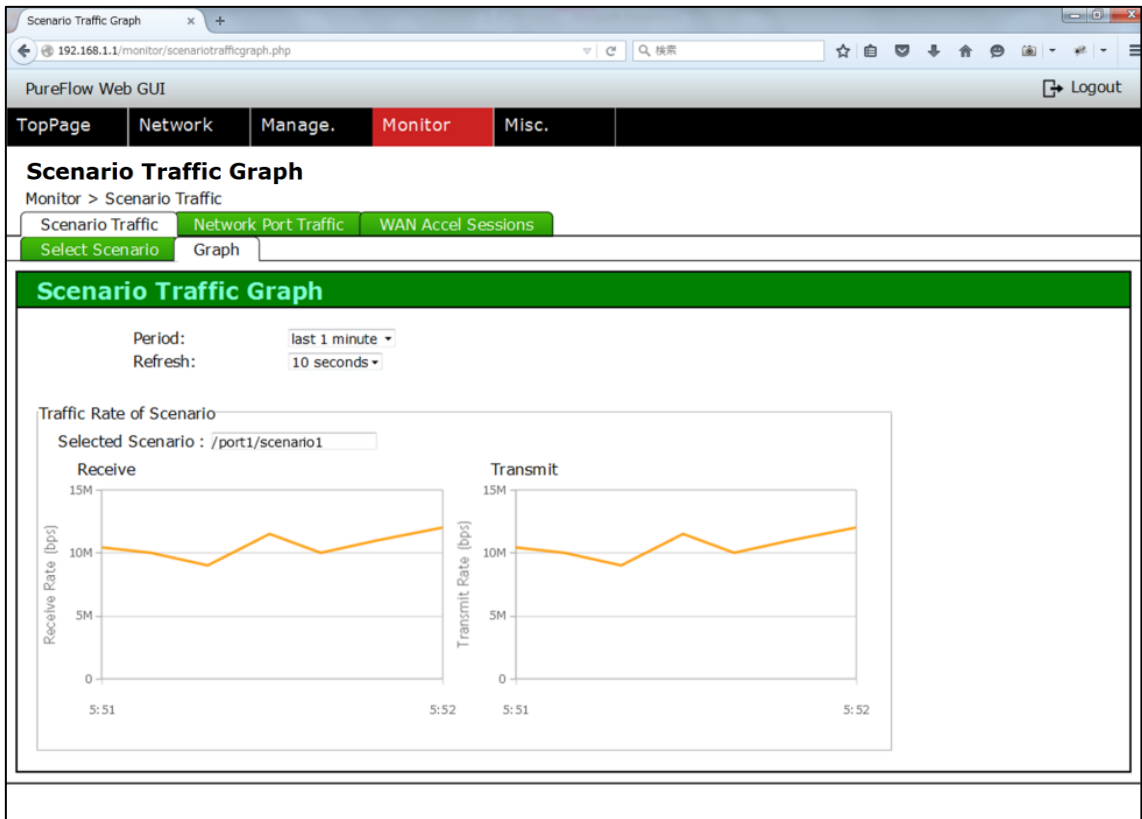 Scenario Traffic Graph
192.168.1.1/monitor/scenariotrafficgraph.php
検索
PureFlow Web GUI
Logout
TopPage Network Manage. Monitor Misc.
Scenario Traffic Graph
Monitor > Scenario Traffic
Scenario Traffic Network Port Traffic WAN Accel Sessions
Select Scenario Graph
Scenario Traffic Graph
Period: last 1 minute
Refresh: 10 seconds
Traffic Rate of Scenario
Selected Scenario : /port1/scenario1
Receive
15M
10M
5M
0
Receive Rate (bps)
5:51 5:52
Transmit
15M
10M
5M
0
Transmit Rate (bps)
5:51 5:52